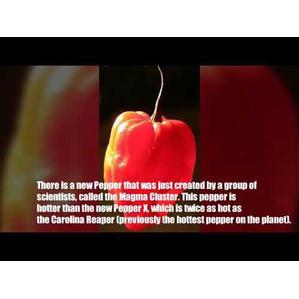 There is a new Pepper that was just created by a group of
scientists, called the Magma Cluster. This pepper is
hotter than the new Pepper X, which is twice as hot as
the Carolina Reaper (previously the hottest pepper on the planet).